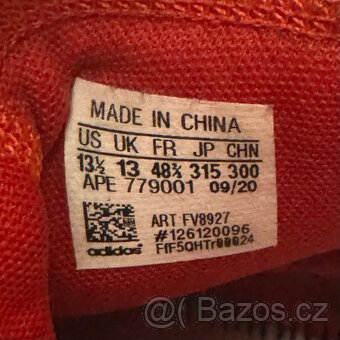 MADE IN CHINA
US UK FR JP CHN
13½ 13 48⅔ 315 300
APE 779001 09/20
ART FV8927
#126120096
adidas
© Bazos.cz